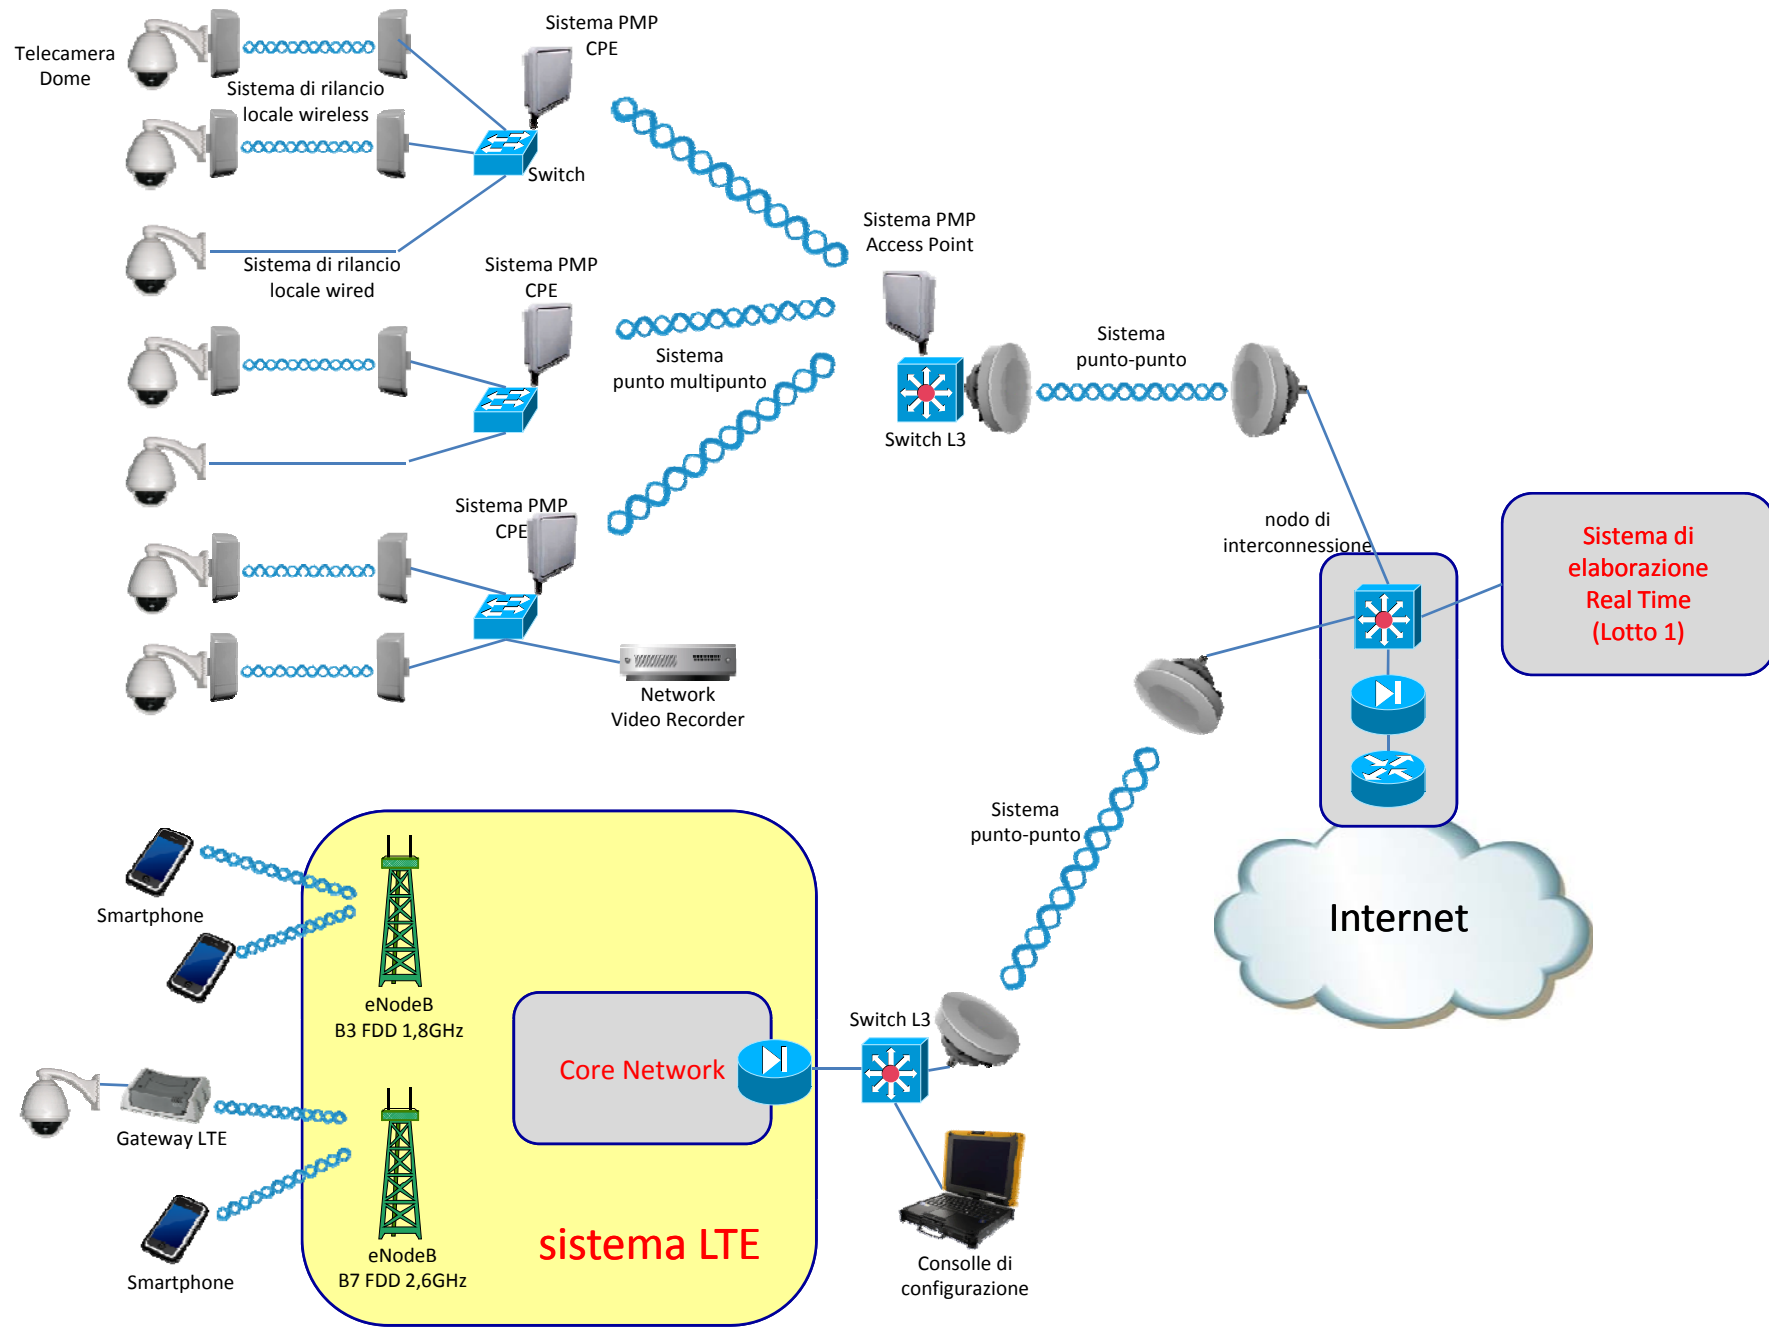 Sistema PMP
CPE
Telecamera
Dome
Sistema di rilancio
locale wireless
Switch
Sistema PMP
Access Point
Sistema di rilancio
locale wired
Sistema PMP
CPE
Sistema
punto multipunto
Sistema
punto-punto
Switch L3
Sistema PMP
CPE
nodo di
interconnessione
Sistema di
elaborazione
Real Time
(Lotto 1)
Network
Video Recorder
Sistema
punto-punto
Smartphone
Internet
eNodeB
B3 FDD 1,8GHz
Switch L3
Core Network
Gateway LTE
sistema LTE
eNodeB
B7 FDD 2,6GHz
Smartphone
Consolle di
configurazione